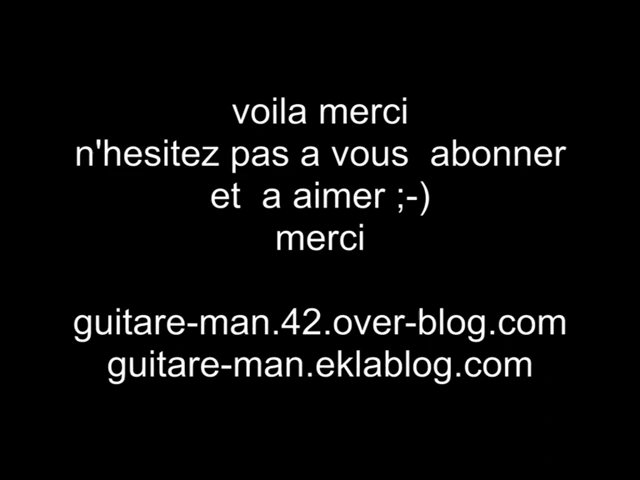 voila merci
n'hesitez pas a vous  abonner
et  a aimer ;-)
merci
guitare-man.42.over-blog.com
guitare-man.eklablog.com